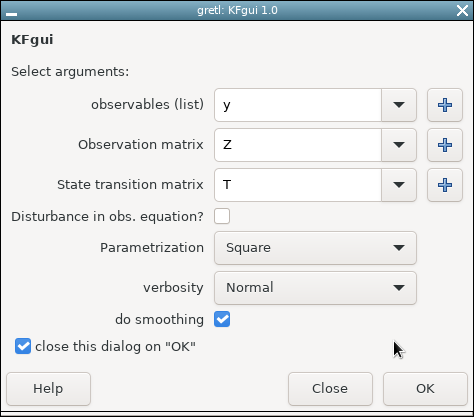 gretl: KFgui 1.0
KFgui
Select arguments:
observables (list) y
Observation matrix Z
State transition matrix T
Disturbance in obs. equation?
Parametrization Square
verbosity Normal
do smoothing
close this dialog on "OK"
Help Close OK